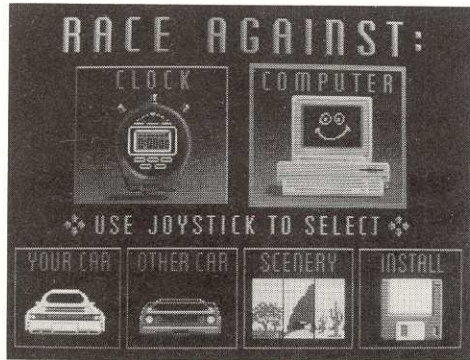 RACE AGAINST:
CLOCK COMPUTER
USE JOYSTICK TO SELECT
YOUR CAR OTHER CAR SCENERY INSTALL